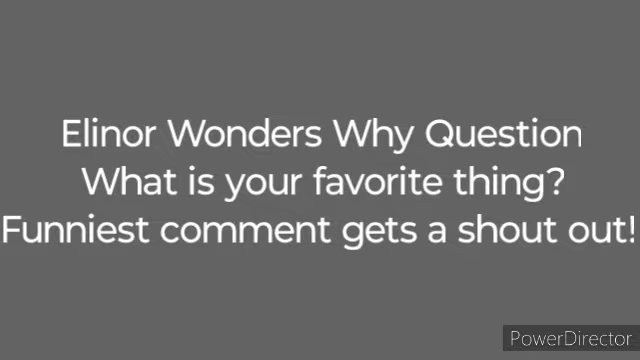 Elinor Wonders Why Question
What is your favorite thing?
Funniest comment gets a shout out!
PowerDirector